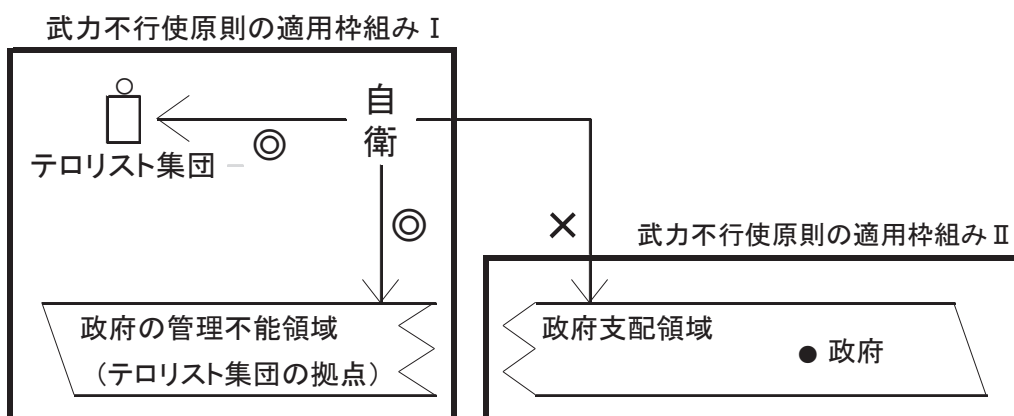 武力不行使原則の適用枠組みⅠ
自
衛
◎
テロリスト集団
◎
×
武力不行使原則の適用枠組みⅡ
政府の管理不能領域
（テロリスト集団の拠点）
政府支配領域
● 政府